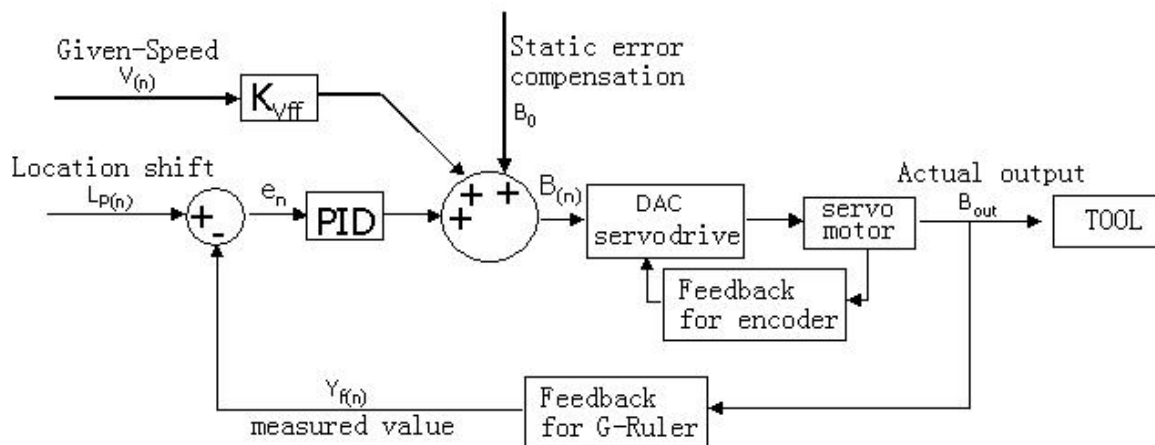 Given-Speed
V(n)
Kvff
Static error
compensation
B0
Location shift
Lp(n)
+
-
en
PID
+
+
+
B(n)
DAC
servodrive
servo
motor
Actual output
Bout
TOOL
Feedback
for encoder
Yf(n)
measured value
Feedback
for G-Ruler